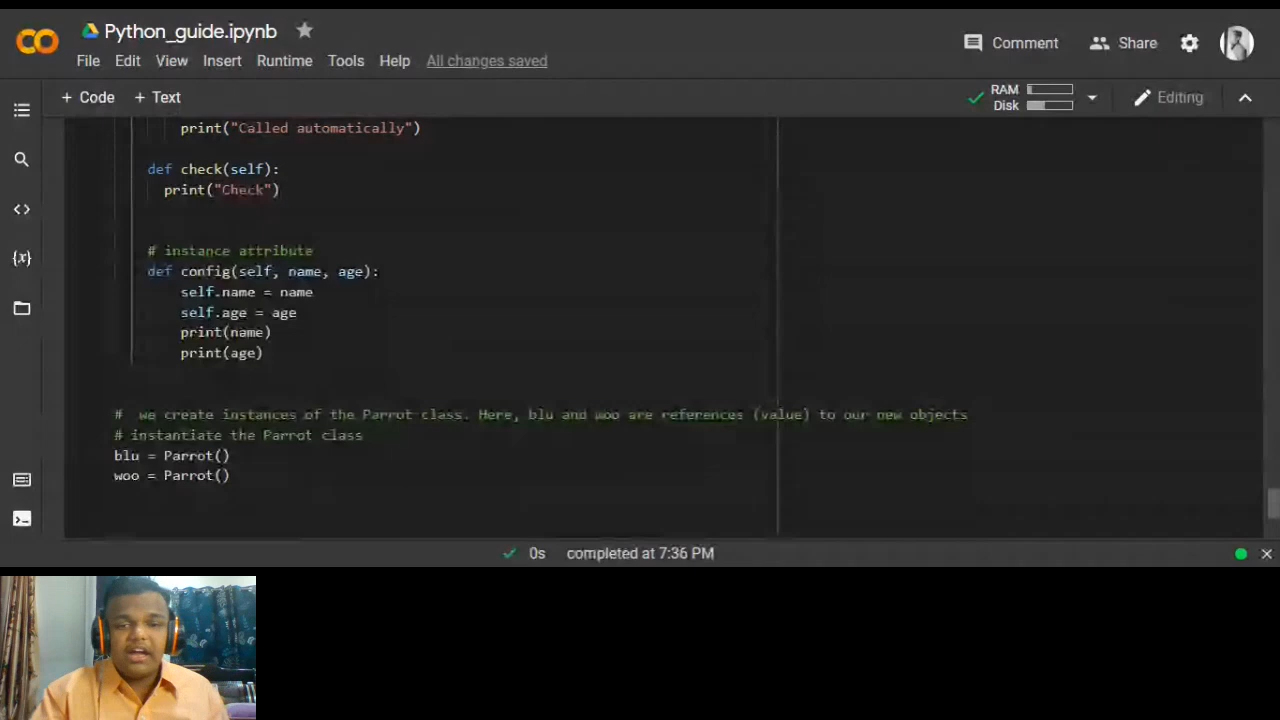 CO
Python_guide.ipynb
Comment
Share
File Edit View Insert Runtime Tools Help All changes saved
+ Code + Text
RAM
Disk
Editing
print("Called automatically")
def check(self):
print("Check")
# instance attribute
def config(self, name, age):
self.name = name
self.age = age
print(name)
print(age)
# we create instances of the Parrot class. Here, blu and woo are references (value) to our new objects
# instantiate the Parrot class
blu = Parrot()
woo = Parrot()
0s completed at 7:36 PM